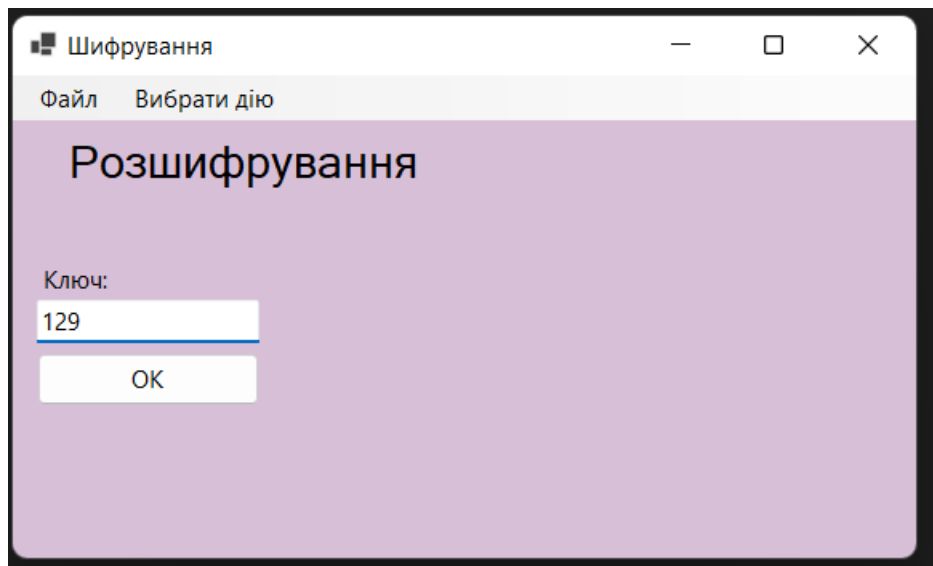 Шифрування
Файл Вибрати дію
Розшифрування
Ключ:
129
OK